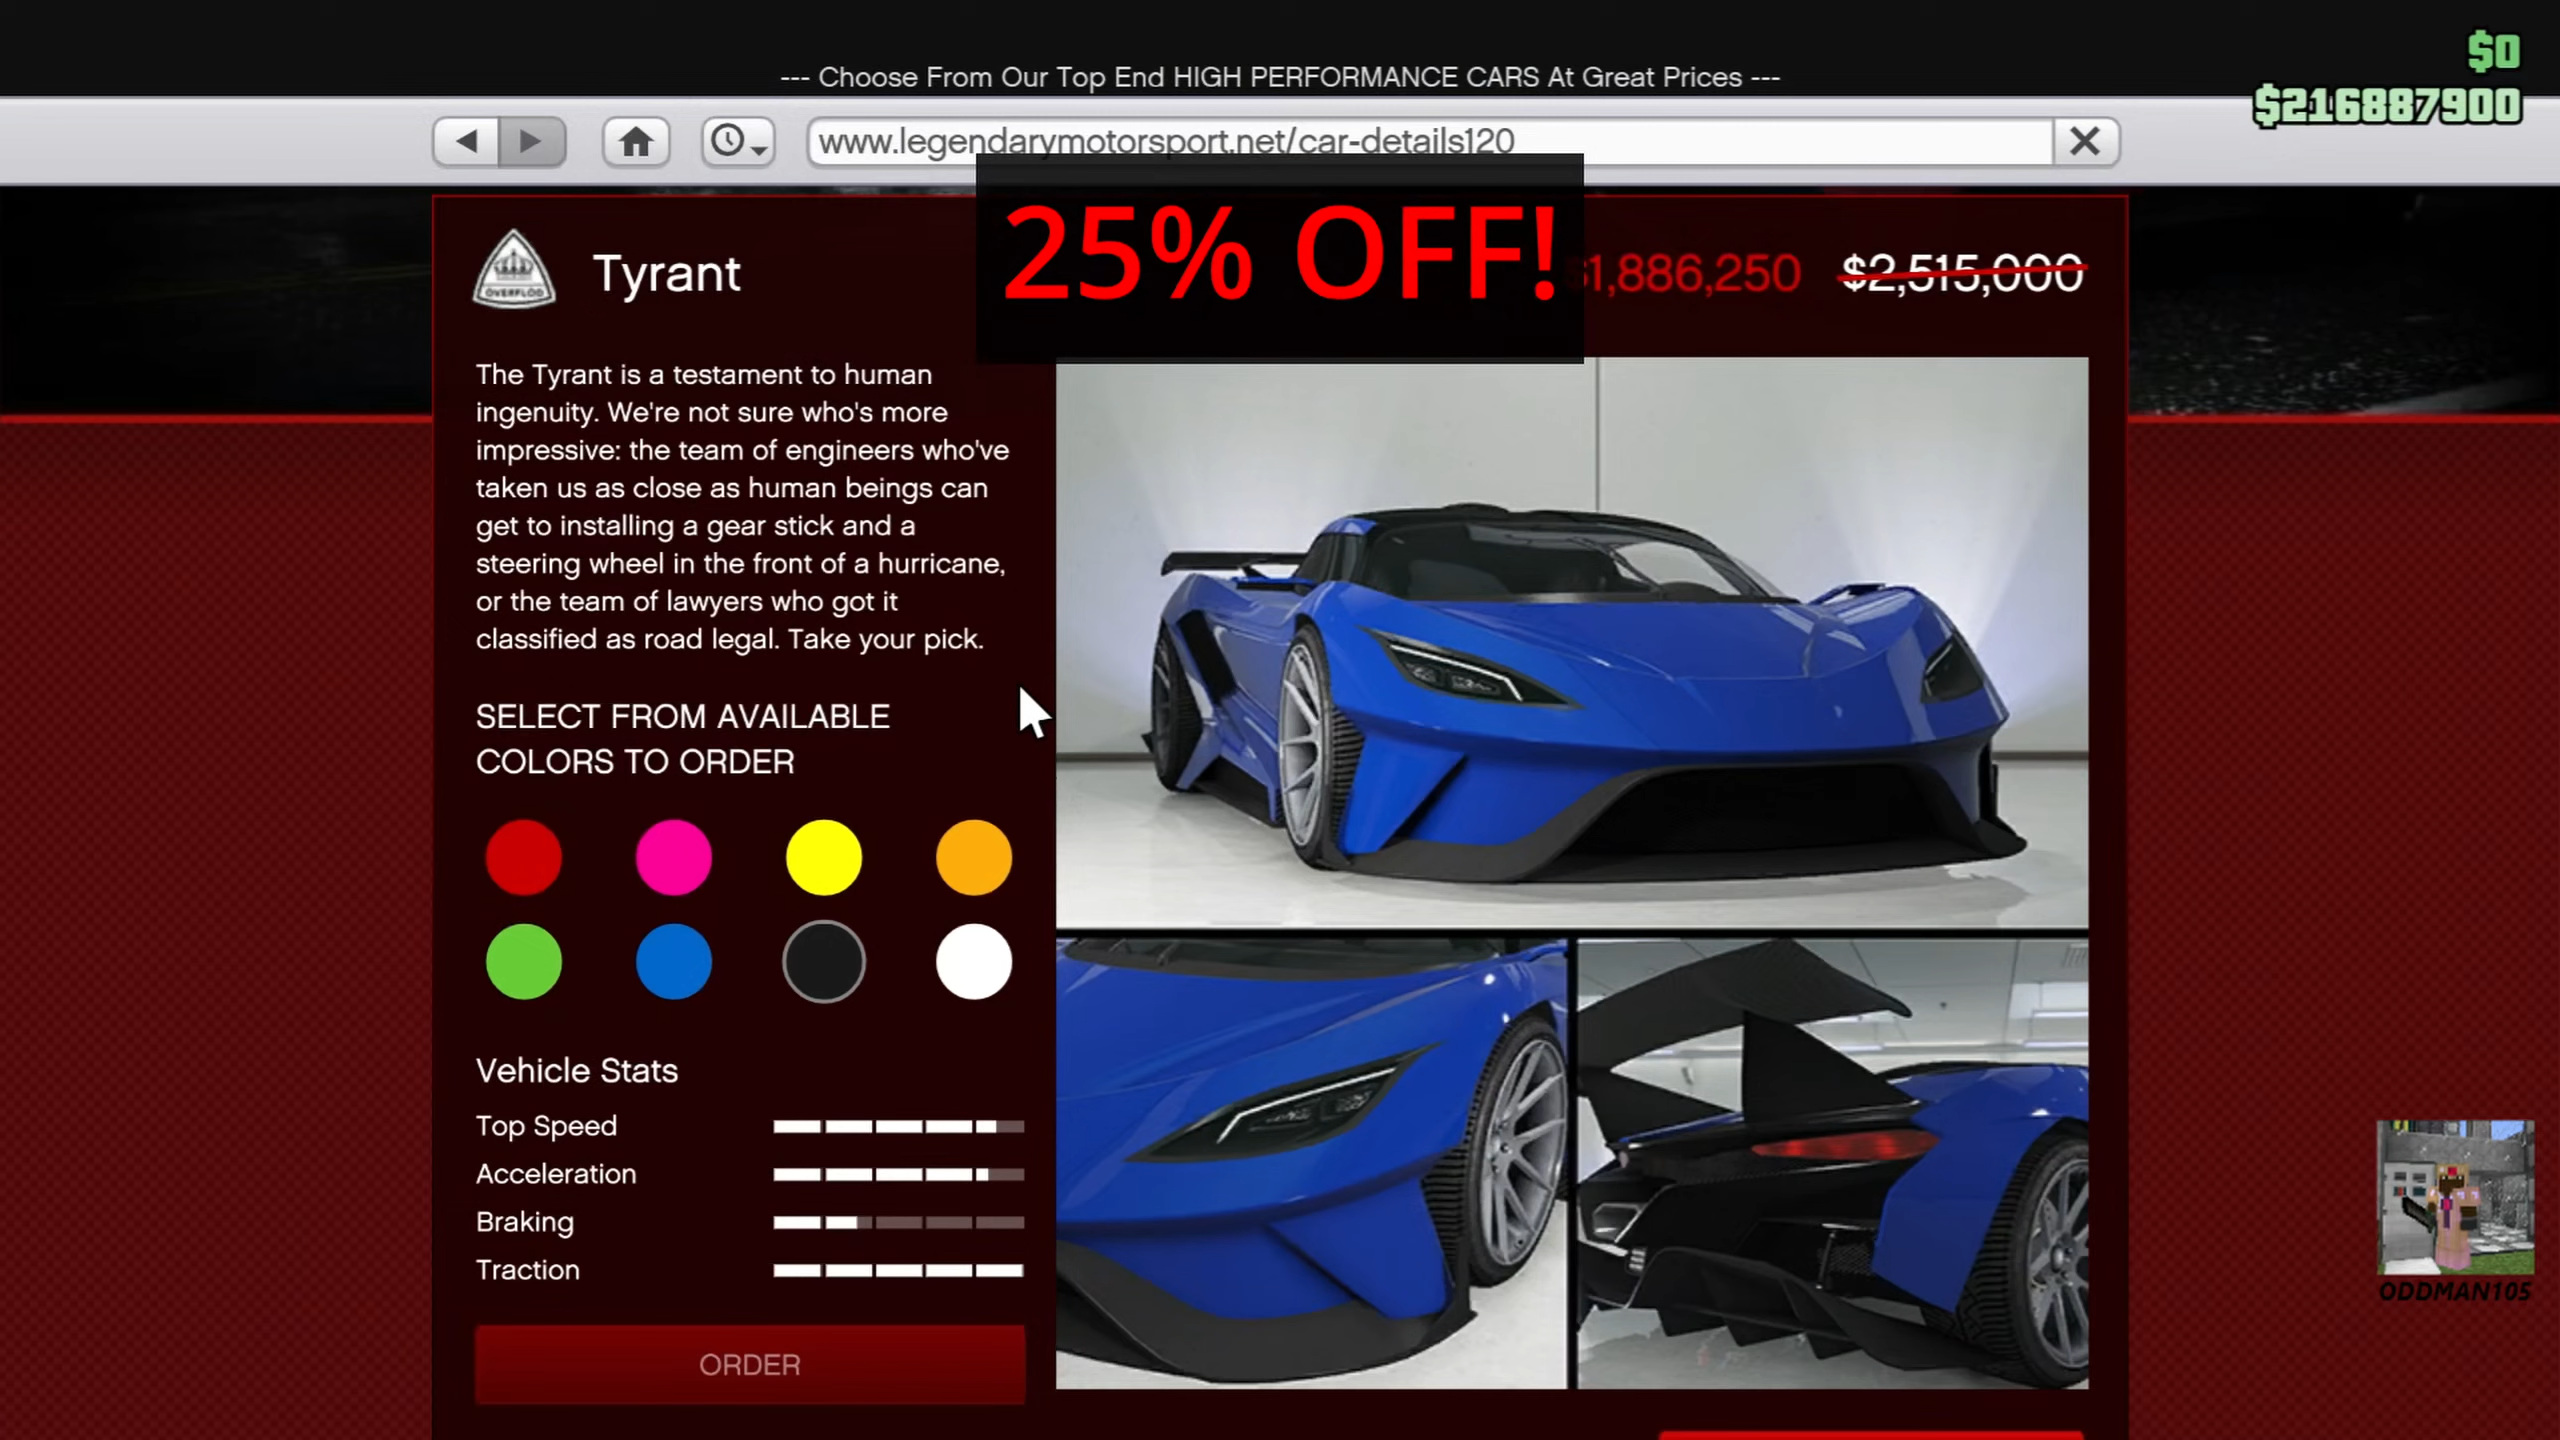 $0
--- Choose From Our Top End HIGH PERFORMANCE CARS At Great Prices ---
$216887900
www.legendarymotorsport.net/car-details120
25% OFF!
OVERFLOD
Tyrant
$1,886,250 $2,515,000
The Tyrant is a testament to human
ingenuity. We're not sure who's more
impressive: the team of engineers who've
taken us as close as human beings can
get to installing a gear stick and a
steering wheel in the front of a hurricane,
or the team of lawyers who got it
classified as road legal. Take your pick.
SELECT FROM AVAILABLE
COLORS TO ORDER
Vehicle Stats
Top Speed
Acceleration
Braking
Traction
ORDER
ODDMAN105